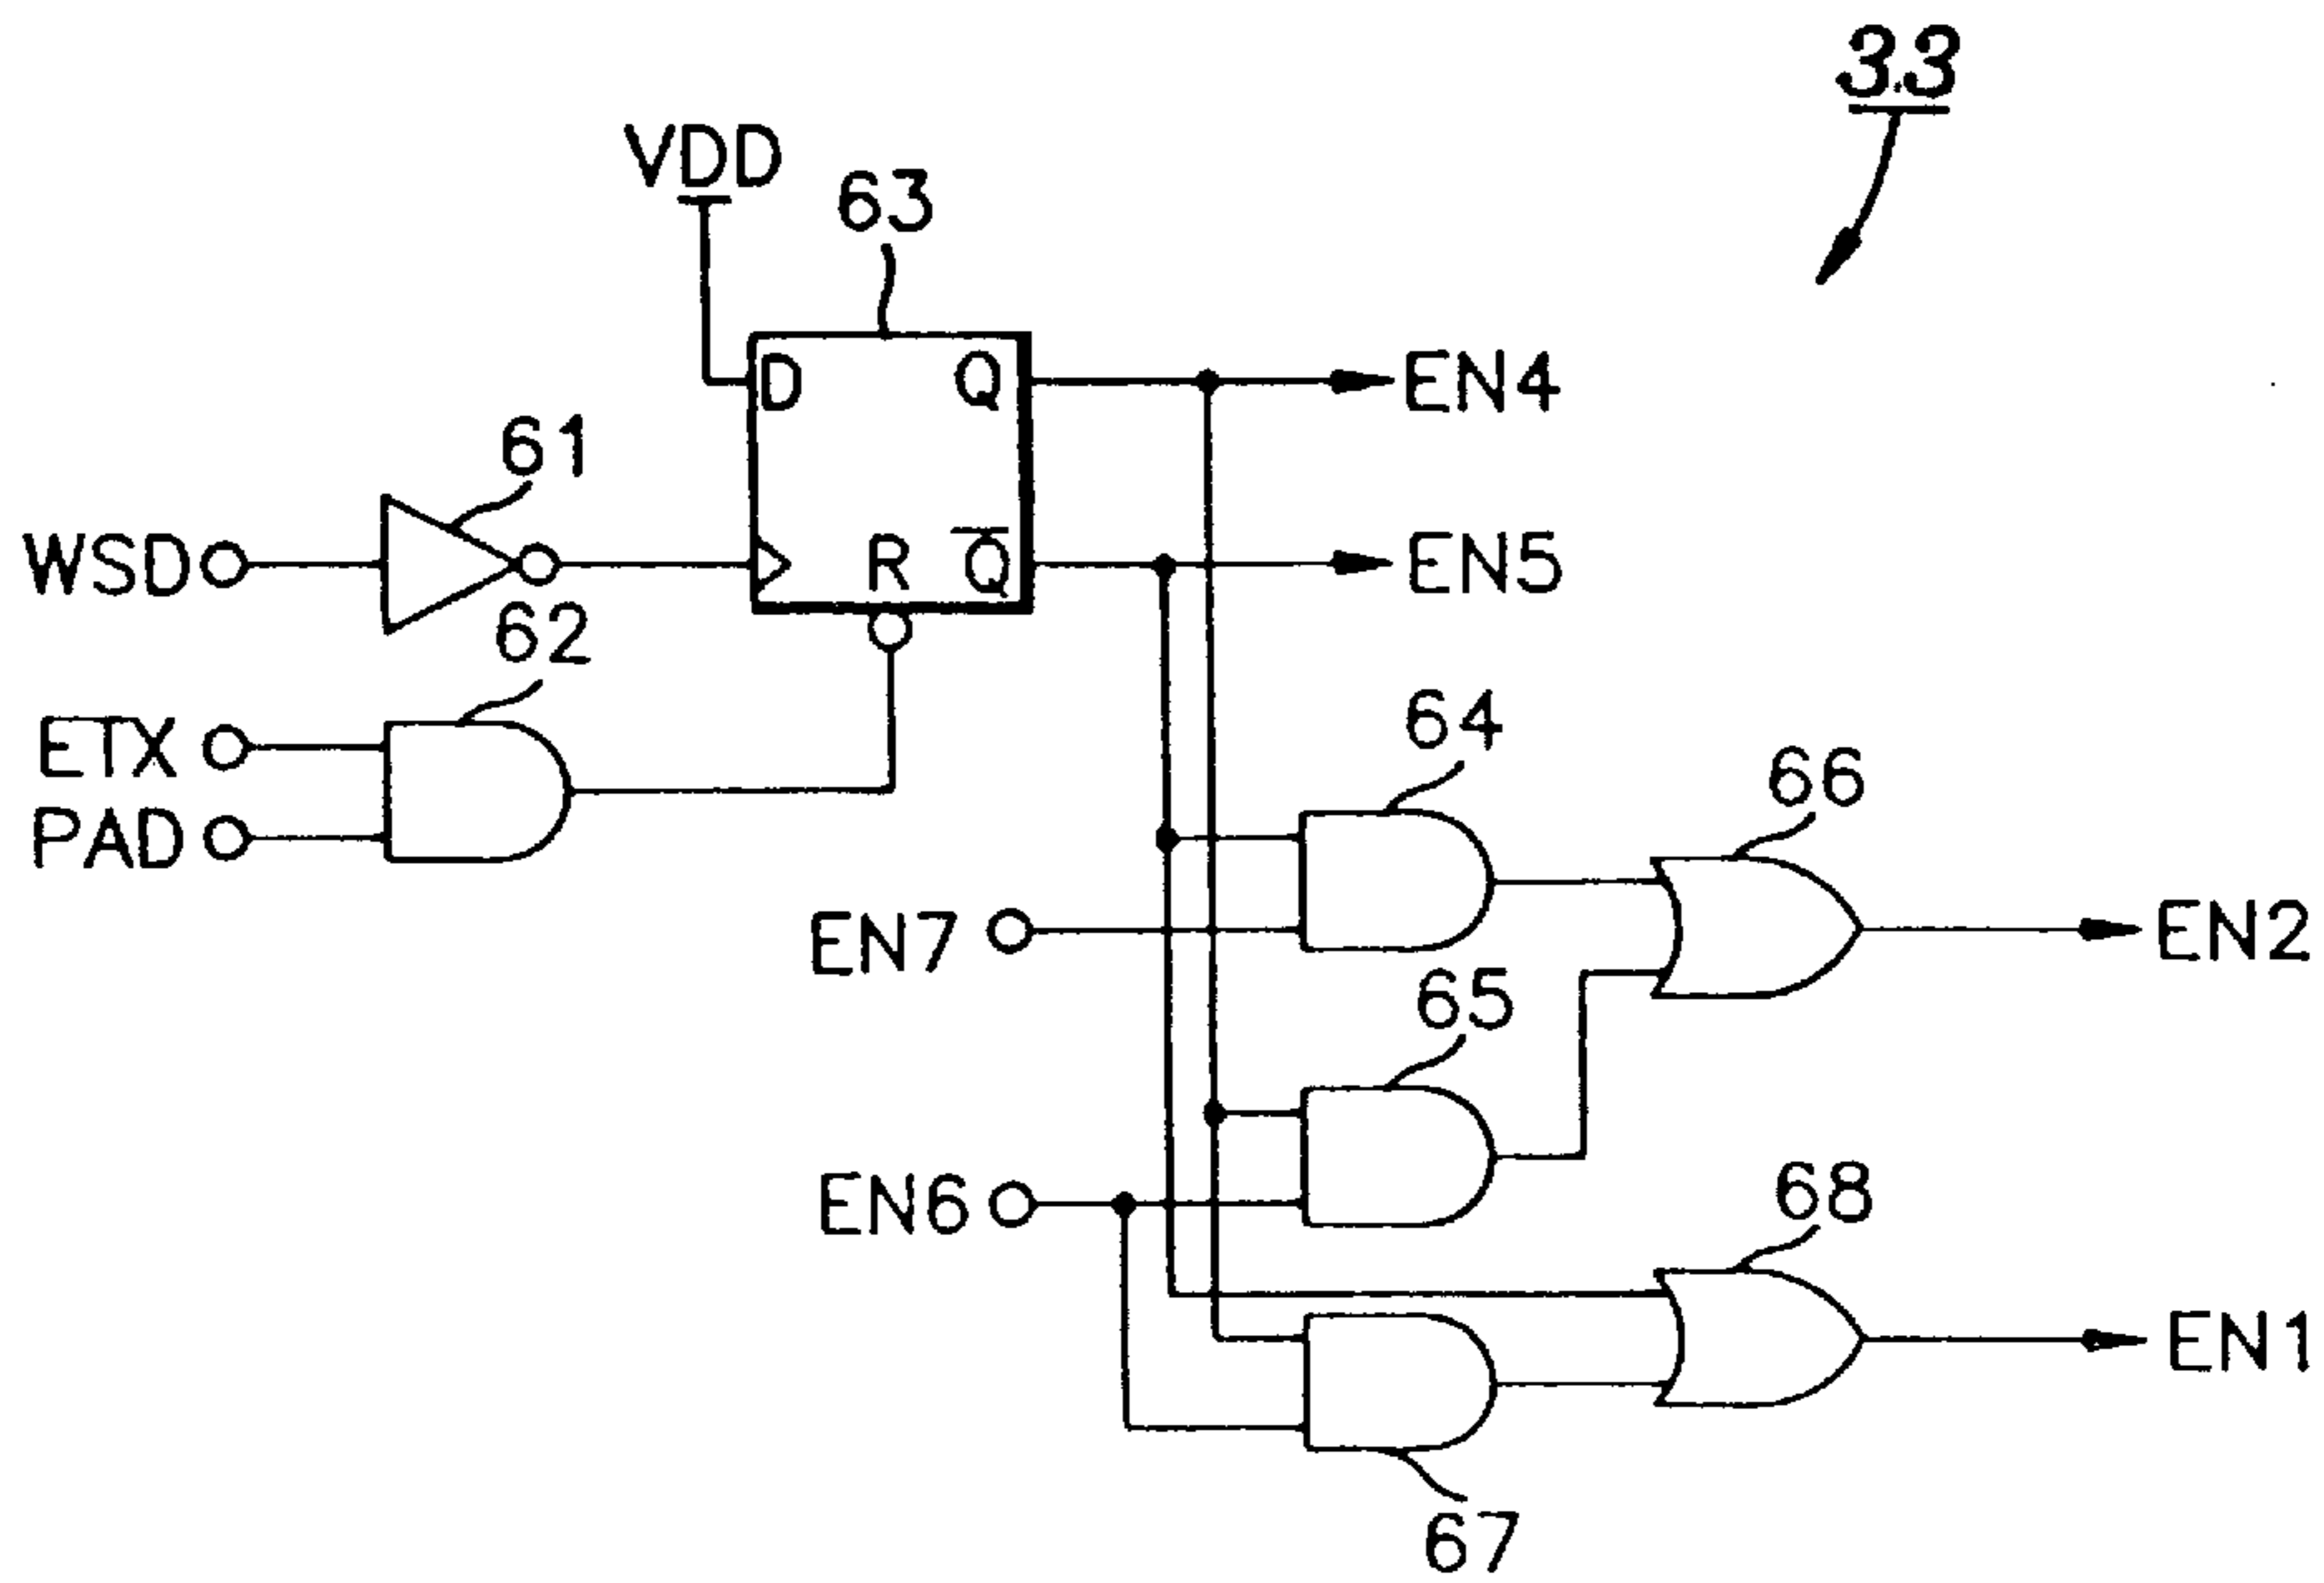 33
VDD
63
D
Q
EN4
61
WSD
R
Q̅
EN5
62
ETX
PAD
64
66
EN7
EN2
65
EN6
68
EN1
67